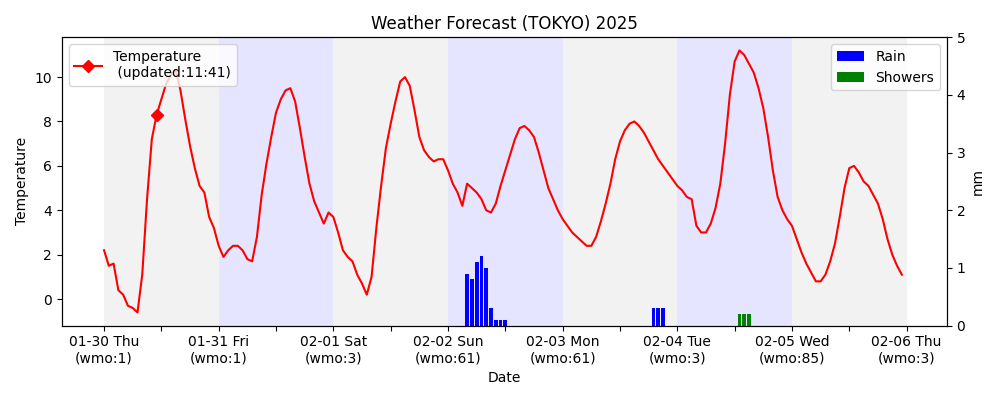 Weather Forecast (TOKYO) 2025
Temperature
(updated:11:41)
Rain
Showers
Temperature
10
8
6
4
2
0
5
4
3
2
1
0
mm
01-30 Thu
(wmo:1)
01-31 Fri
(wmo:1)
02-01 Sat
(wmo:3)
02-02 Sun
(wmo:61)
02-03 Mon
(wmo:61)
02-04 Tue
(wmo:3)
02-05 Wed
(wmo:85)
02-06 Thu
(wmo:3)
Date